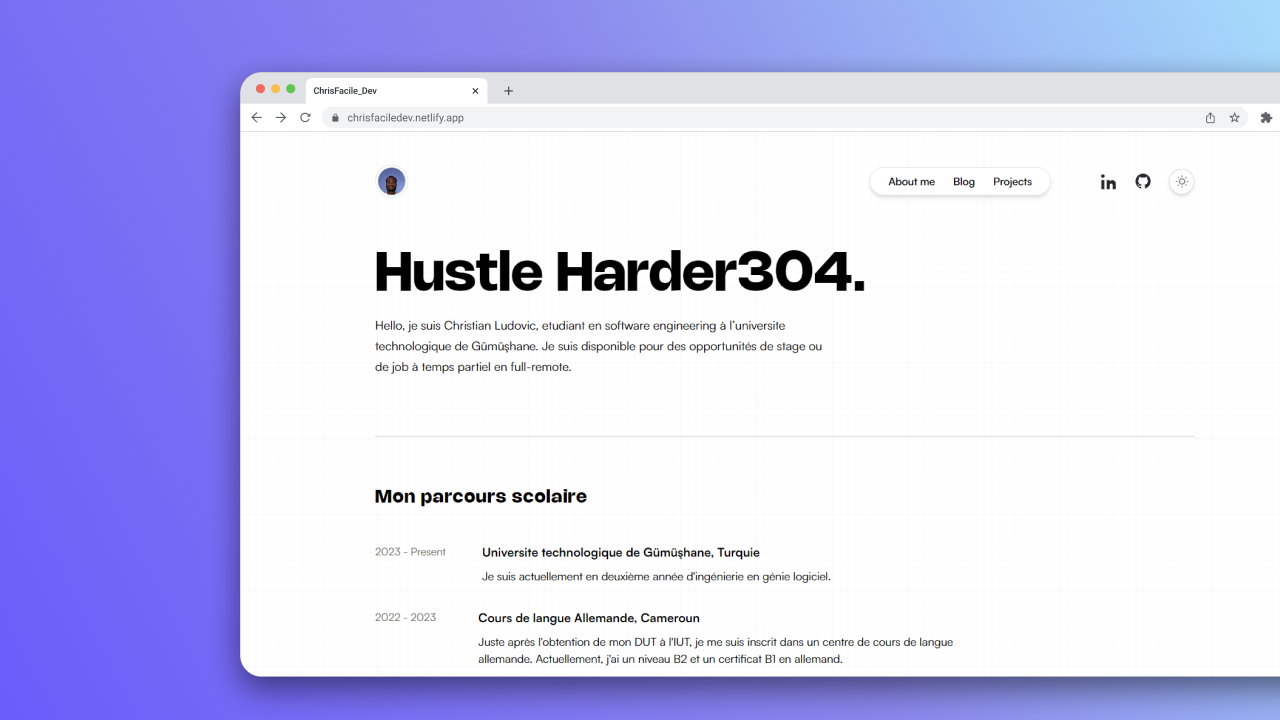 ChrisFacile_Dev
chrisfaciledev.netlify.app
About me Blog Projects
Hustle Harder304.
Hello, je suis Christian Ludovic, etudiant en software engineering à l'universite
technologique de Gümüşhane. Je suis disponible pour des opportunités de stage ou
de job à temps partiel en full-remote.
Mon parcours scolaire
2023 - Present Universite technologique de Gümüşhane, Turquie
Je suis actuellement en deuxième année d'ingénierie en génie logiciel.
2022 - 2023 Cours de langue Allemande, Cameroun
Juste après l'obtention de mon DUT à l'IUT, je me suis inscrit dans un centre de cours de langue
allemande. Actuellement, j'ai un niveau B2 et un certificat B1 en allemand.